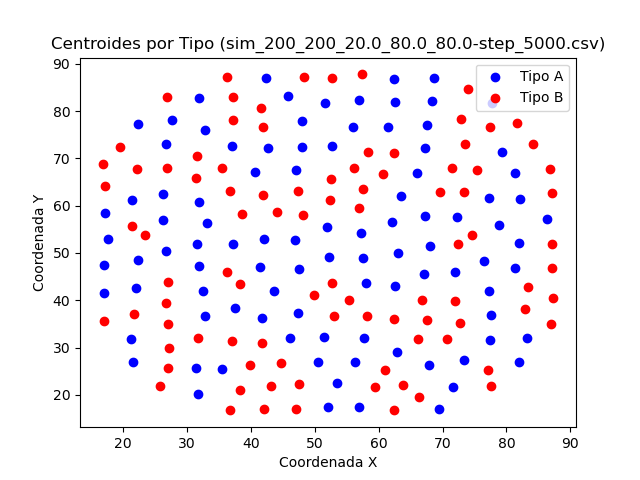 Centroides por Tipo (sim_200_200_20.0_80.0_80.0-step_5000.csv)
Tipo A
Tipo B
90
80
70
60
50
40
30
20
Coordenada Y
20 30 40 50 60 70 80 90
Coordenada X